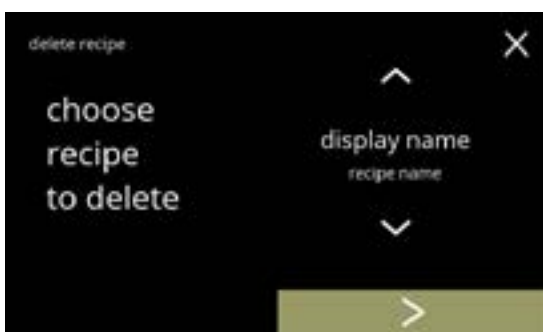 delete recipe
choose
recipe
to delete
display name
recipe name